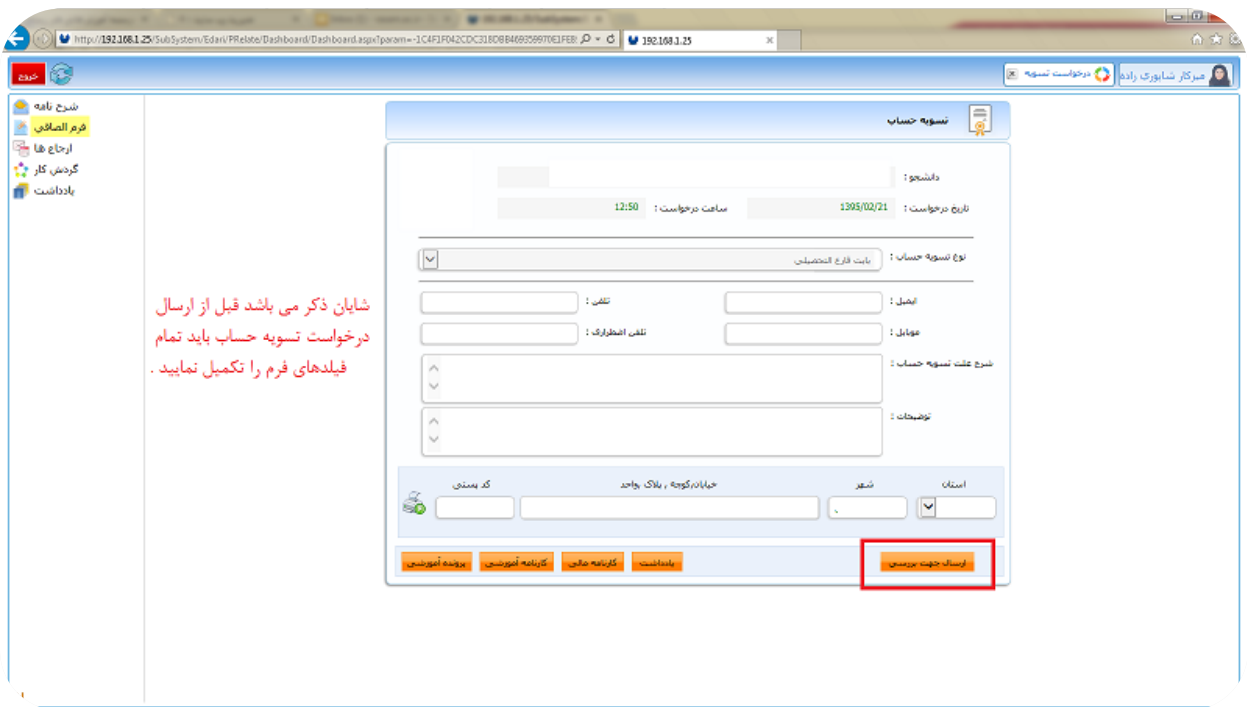 http://192.168.1.25/SubSystem/Edari/PRelate/Dashboard/Dashboard.aspx?param=
192.168.1.25
میرکار شاپوری زاده
درخواست تسویه
خروج
شرح نامه
فرم الصاقی
ارجاع ها
گردش کار
یادداشت
تسویه حساب
دانشجو :
تاریخ درخواست : 1395/02/21 ساعت درخواست : 12:50
نوع تسویه حساب : بابت فارغ التحصیلی
ایمیل : تلفن :
موبایل : تلفن اضطراری :
شرح علت تسویه حساب :
توضیحات :
استان شهر خیابان/کوچه , پلاک ,واحد کد پستی
ارسال جهت بررسی یادداشت کارنامه مالی کارنامه آموزشی پرونده آموزشی
شایان ذکر می باشد قبل از ارسال
درخواست تسویه حساب باید تمام
فیلدهای فرم را تکمیل نمایید .